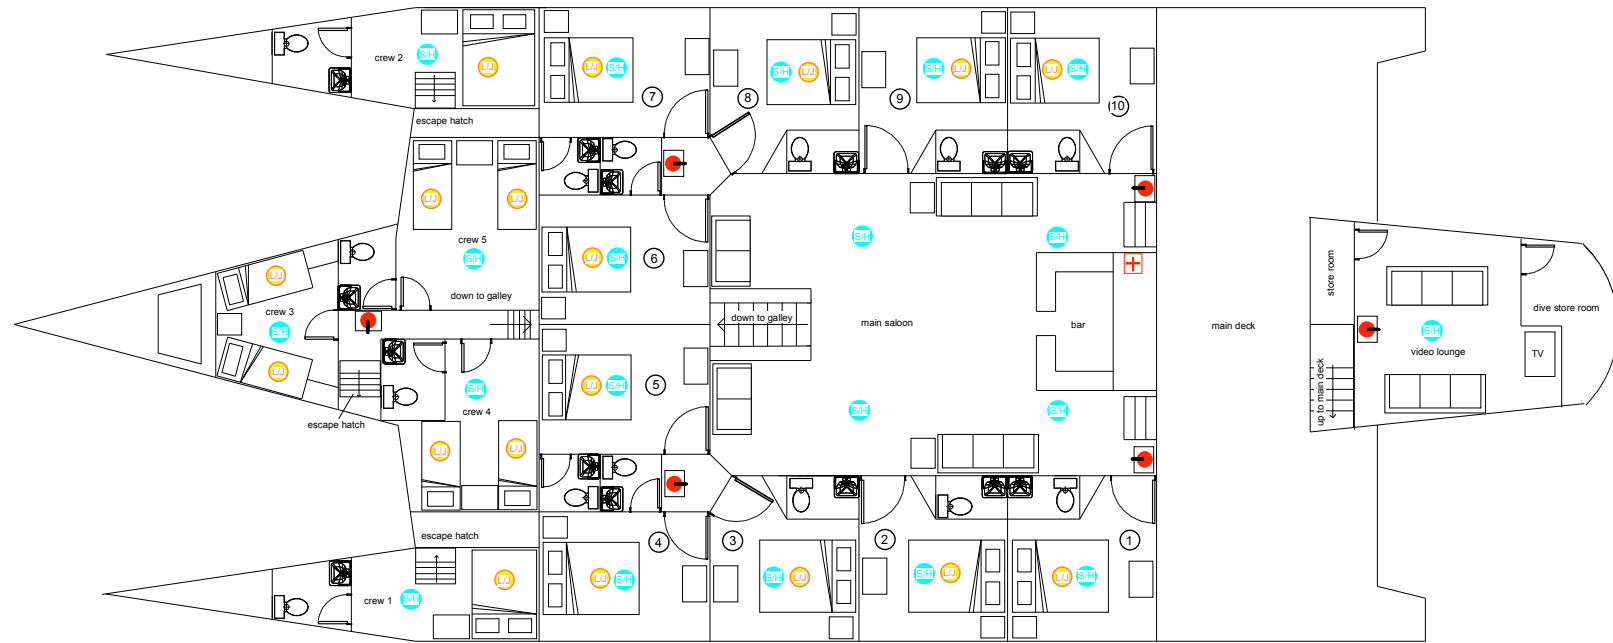 crew 2
S/H
L/J
escape hatch
L/J
S/H
7
S/H
L/J
8
S/H
L/J
9
L/J
S/H
10
L/J
L/J
crew 5
S/H
down to galley
L/J
S/H
6
S/H
S/H
store room
dive store room
L/J
crew 3
S/H
L/J
escape hatch
S/H
crew 4
L/J
L/J
L/J
S/H
5
down to galley
main saloon
bar
main deck
S/H
S/H
S/H
video lounge
TV
up to main deck
escape hatch
crew 1
S/H
L/J
L/J
S/H
4
3
S/H
L/J
2
S/H
L/J
1
L/J
S/H